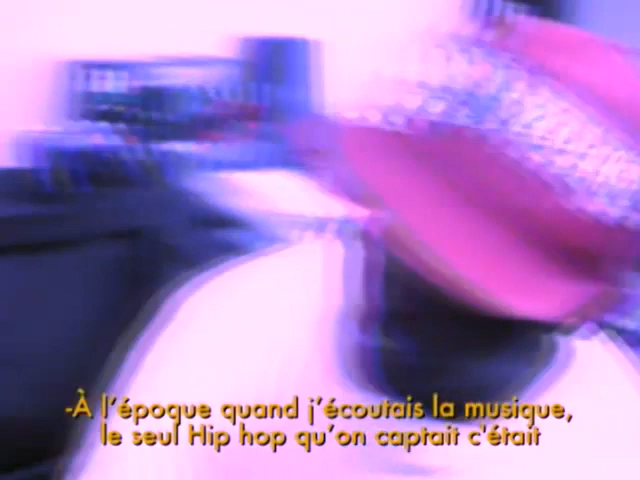 -À l'époque quand j'écoutais la musique,
le seul Hip hop qu'on captait c'était